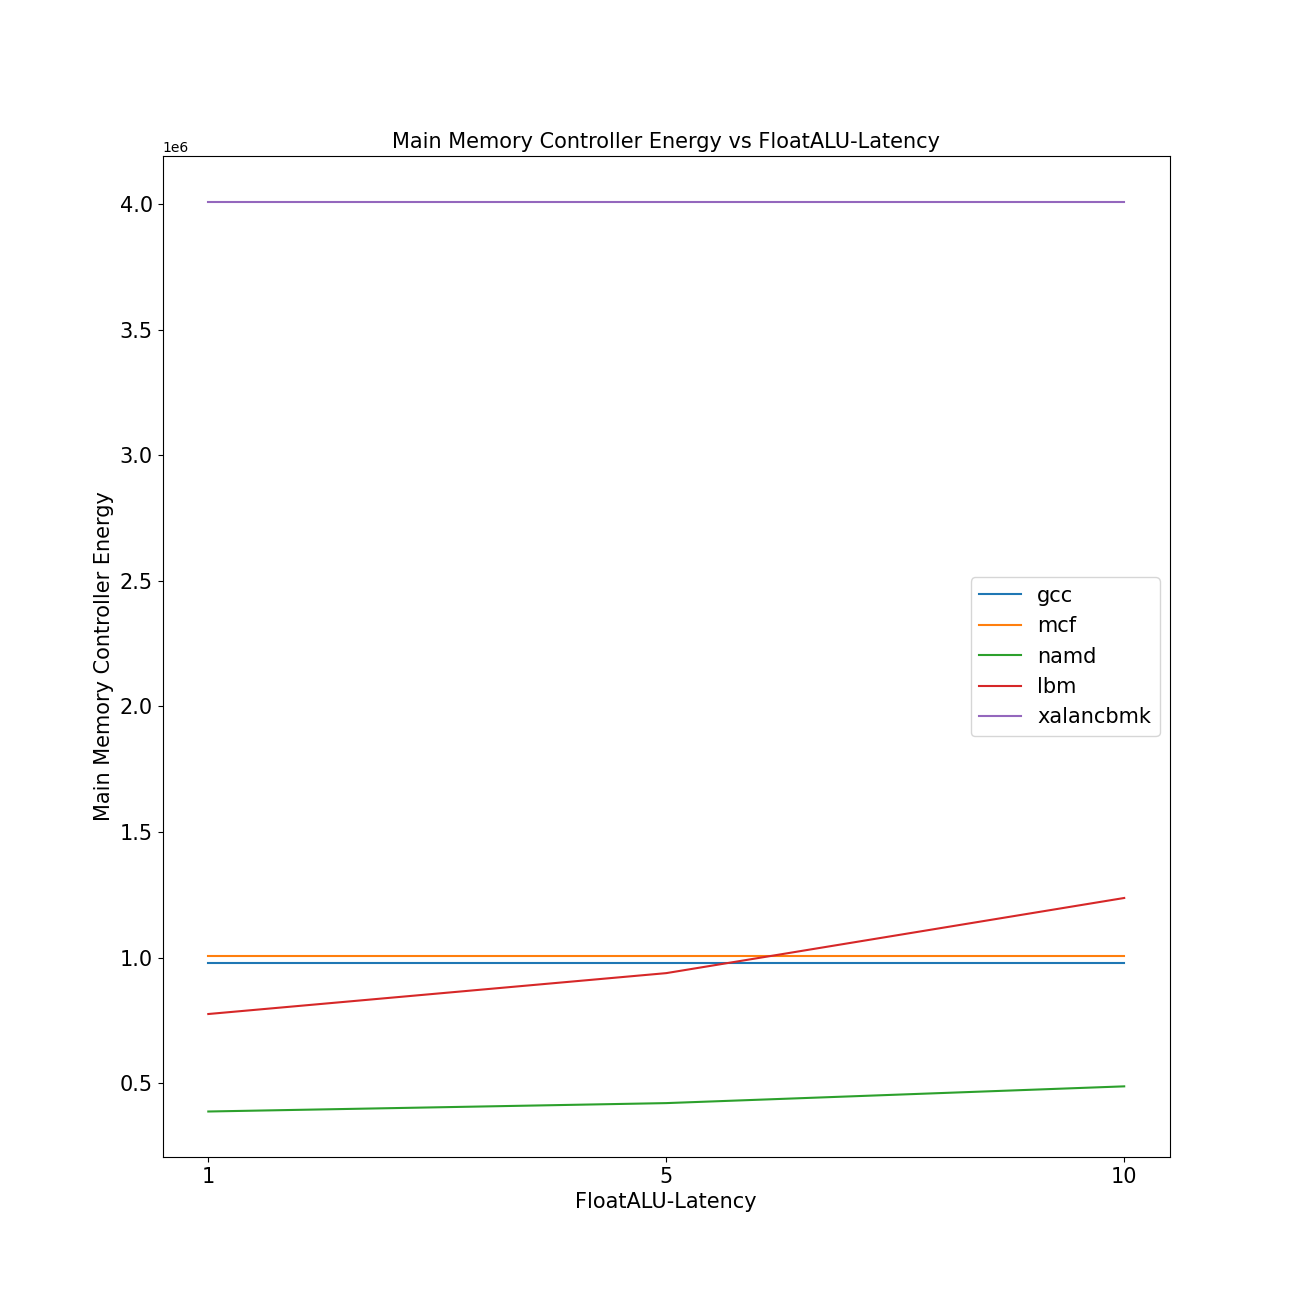 Main Memory Controller Energy vs FloatALU-Latency
1e6
4.0
3.5
3.0
2.5
2.0
1.5
1.0
0.5
Main Memory Controller Energy
gcc
mcf
namd
lbm
xalancbmk
1 5 10
FloatALU-Latency